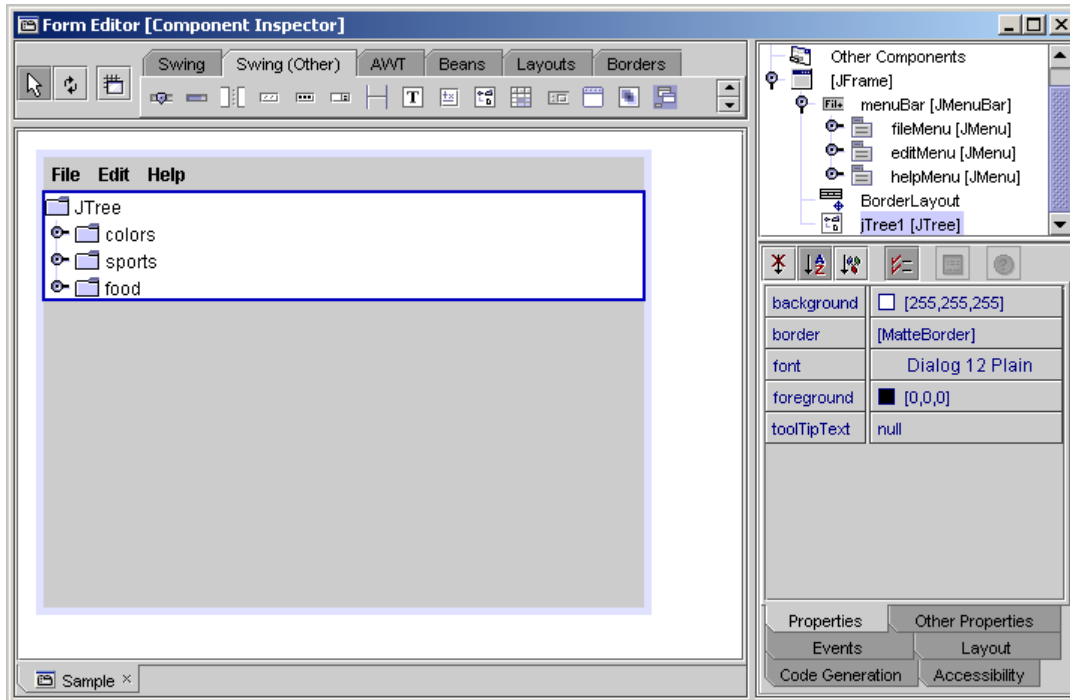 Form Editor [Component Inspector]
Swing Swing (Other) AWT Beans Layouts Borders
File Edit Help
JTree
colors
sports
food
Sample ×
Other Components
[JFrame]
File menuBar [JMenuBar]
fileMenu [JMenu]
editMenu [JMenu]
helpMenu [JMenu]
BorderLayout
jTree1 [JTree]
background [255,255,255]
border [MatteBorder]
font Dialog 12 Plain
foreground [0,0,0]
toolTipText null
Properties Other Properties
Events Layout
Code Generation Accessibility